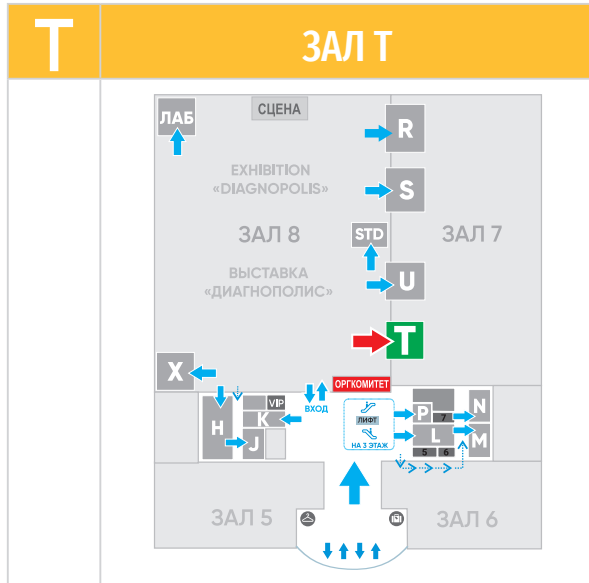 Т
ЗАЛ Т
СЦЕНА
ЛАБ
R
EXHIBITION
«DIAGNOPOLIS»
S
ЗАЛ 8
STD
ЗАЛ 7
ВЫСТАВКА
«ДИАГНОПОЛИС»
U
T
X
ОРГКОМИТЕТ
VIP
ВХОД
H
K
J
ЛИФТ
НА 3 ЭТАЖ
P
7
N
L
M
5
6
ЗАЛ 5
ЗАЛ 6